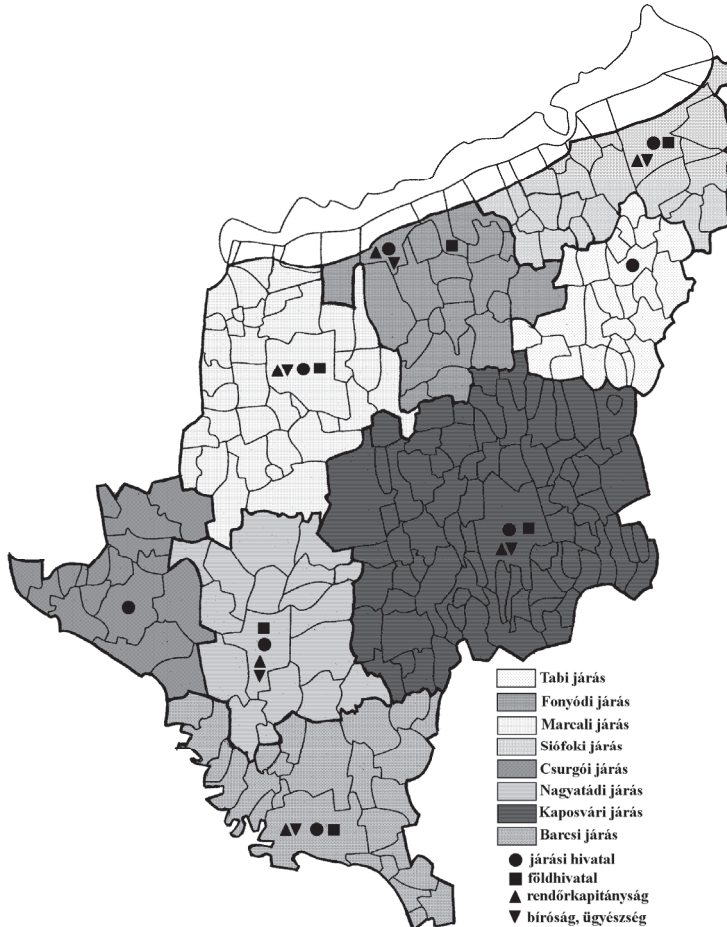 Tabi járás
Fonyódi járás
Marcali járás
Siófoki járás
Csurgói járás
Nagyatádi járás
Kaposvári járás
Barcsi járás
járási hivatal
földhivatal
rendőrkapitányság
bíróság, ügyészség